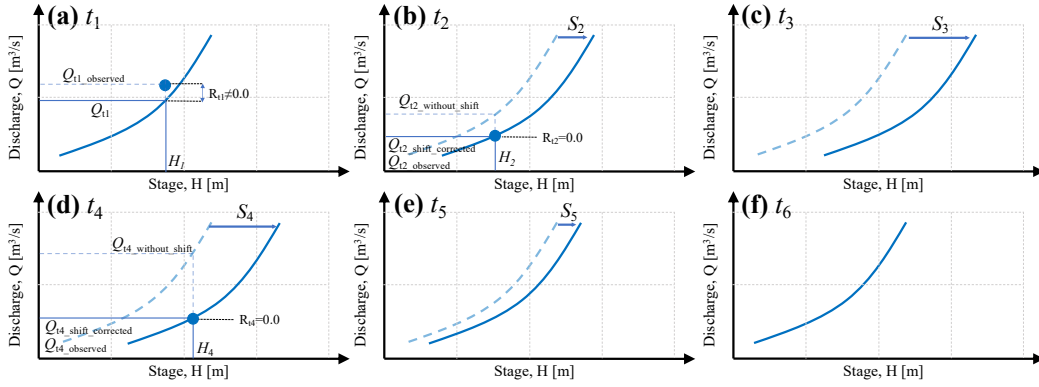 (a) t1
Discharge, Q [m³/s]
Qt1_observed
Rt1≠0.0
Qt1
H1
Stage, H [m]
(b) t2
S2
Discharge, Q [m³/s]
Qt2_without_shift
Rt2=0.0
Qt2_shift_corrected
Qt2_observed
H2
Stage, H [m]
(c) t3
S3
Discharge, Q [m³/s]
Stage, H [m]
(d) t4
S4
Discharge, Q [m³/s]
Qt4_without_shift
Rt4=0.0
Qt4_shift_corrected
Qt4_observed
H4
Stage, H [m]
(e) t5
S5
Discharge, Q [m³/s]
Stage, H [m]
(f) t6
Discharge, Q [m³/s]
Stage, H [m]